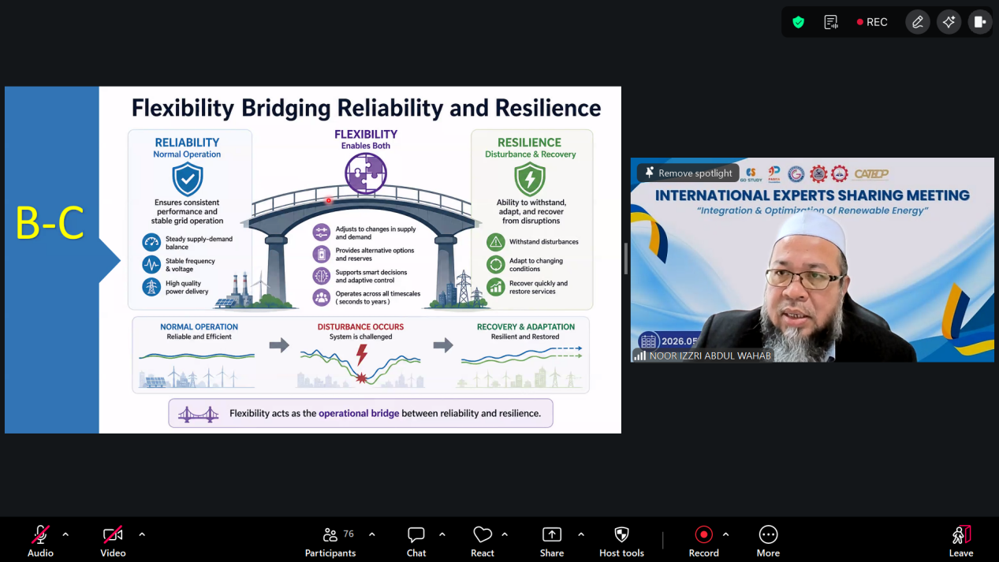 REC
Flexibility Bridging Reliability and Resilience
B-C
RELIABILITY
Normal Operation
Ensures consistent
performance and
stable grid operation
Steady supply-demand
balance
Stable frequency
& voltage
High quality
power delivery
FLEXIBILITY
Enables Both
Adjusts to changes in supply
and demand
Provides alternative options
and reserves
Supports smart decisions
and adaptive control
Operates across all timescales
( seconds to years )
RESILIENCE
Disturbance & Recovery
Ability to withstand,
adapt, and recover
from disruptions
Withstand disturbances
Adapt to changing
conditions
Recover quickly and
restore services
NORMAL OPERATION
Reliable and Efficient
DISTURBANCE OCCURS
System is challenged
RECOVERY & ADAPTATION
Resilient and Restored
Flexibility acts as the operational bridge between reliability and resilience.
Remove spotlight
GO STUDY
CATECP
INTERNATIONAL EXPERTS SHARING MEETING
“Integration & Optimization of Renewable Energy”
2026.05
NOOR IZZRI ABDUL WAHAB
Audio
Video
76
Participants
Chat
React
Share
Host tools
Record
More
Leave